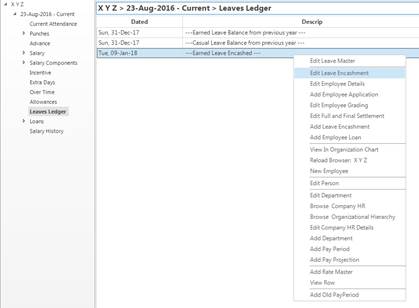 X Y Z
23-Aug-2016 - Current
Current Attendance
Punches
Advance
Salary
Salary Components
Incentive
Extra Days
Over Time
Allowances
Leaves Ledger
Loans
Salary History
X Y Z > 23-Aug-2016 - Current > Leaves Ledger
Dated Descrip
Sun, 31-Dec-17 ---Earned Leave Balance from previous year ---
Sun, 31-Dec-17 ---Casual Leave Balance from previous year ---
Tue, 09-Jan-18 ---Earned Leave Encashed ---
Edit Leave Master
Edit Leave Encashment
Edit Employee Details
Add Employee Application
Edit Employee Grading
Edit Full and Final Settlement
Add Leave Encashment
Add Employee Loan
View In Organization Chart
Reload Browser: X Y Z
New Employee
Edit Person
Edit Department
Browse Company HR
Browse Organizational Hierarchy
Edit Company HR Details
Add Department
Add Pay Period
Add Pay Projection
Add Rate Master
View Row
Add Old PayPeriod